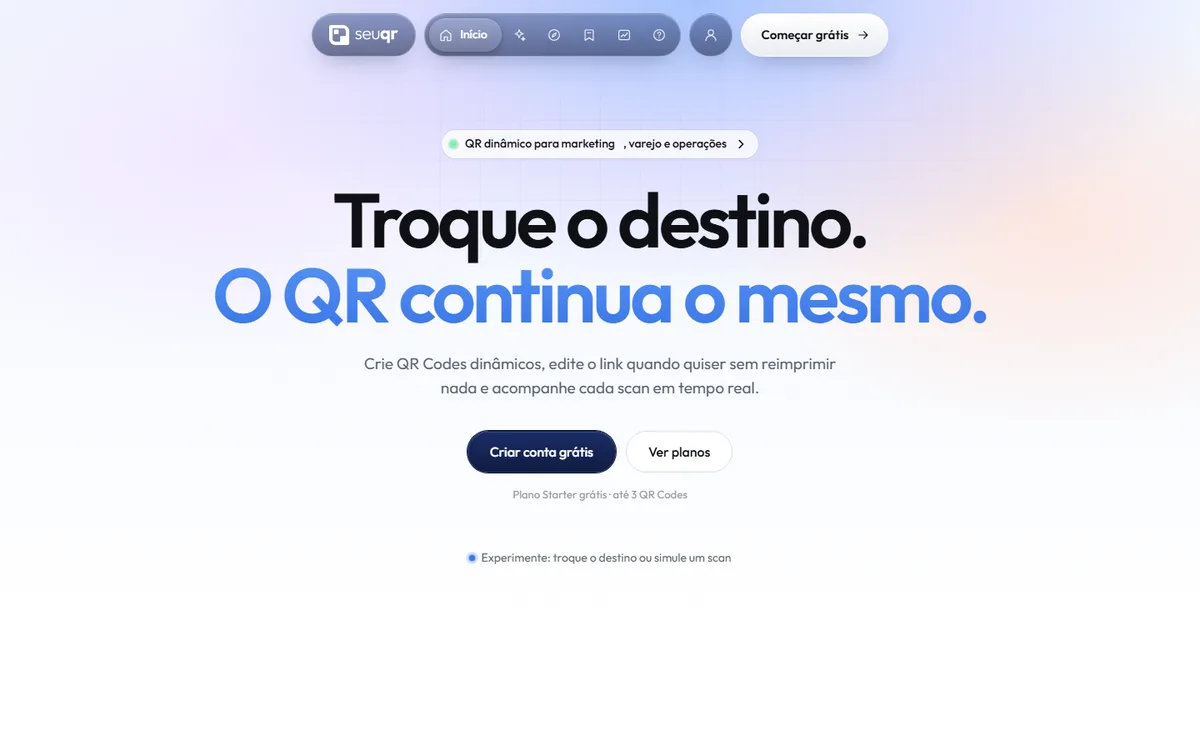 seuqr
Início
Começar grátis
QR dinâmico para marketing , varejo e operações
Troque o destino.
O QR continua o mesmo.
Crie QR Codes dinâmicos, edite o link quando quiser sem reimprimir
nada e acompanhe cada scan em tempo real.
Criar conta grátis
Ver planos
Plano Starter grátis · até 3 QR Codes
Experimente: troque o destino ou simule um scan